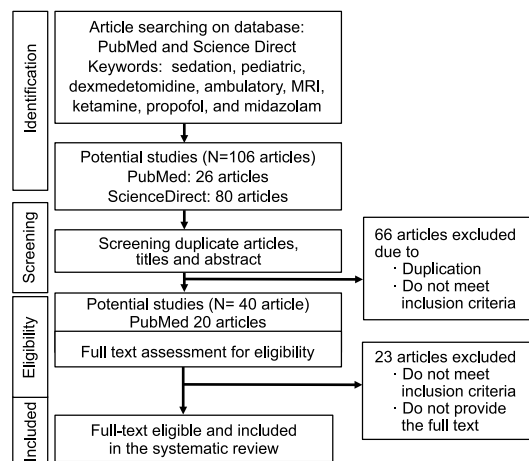 Identification
Article searching on database:
PubMed and Science Direct
Keywords: sedation, pediatric,
dexmedetomidine, ambulatory, MRI,
ketamine, propofol, and midazolam
Potential studies (N=106 articles)
PubMed: 26 articles
ScienceDirect: 80 articles
Screening
Screening duplicate articles,
titles and abstract
66 articles excluded
due to
· Duplication
· Do not meet
inclusion criteria
Eligibility
Potential studies (N= 40 article)
PubMed 20 articles
Full text assessment for eligibility
23 articles excluded
· Do not meet
inclusion criteria
· Do not provide
the full text
Included
Full-text eligible and included
in the systematic review